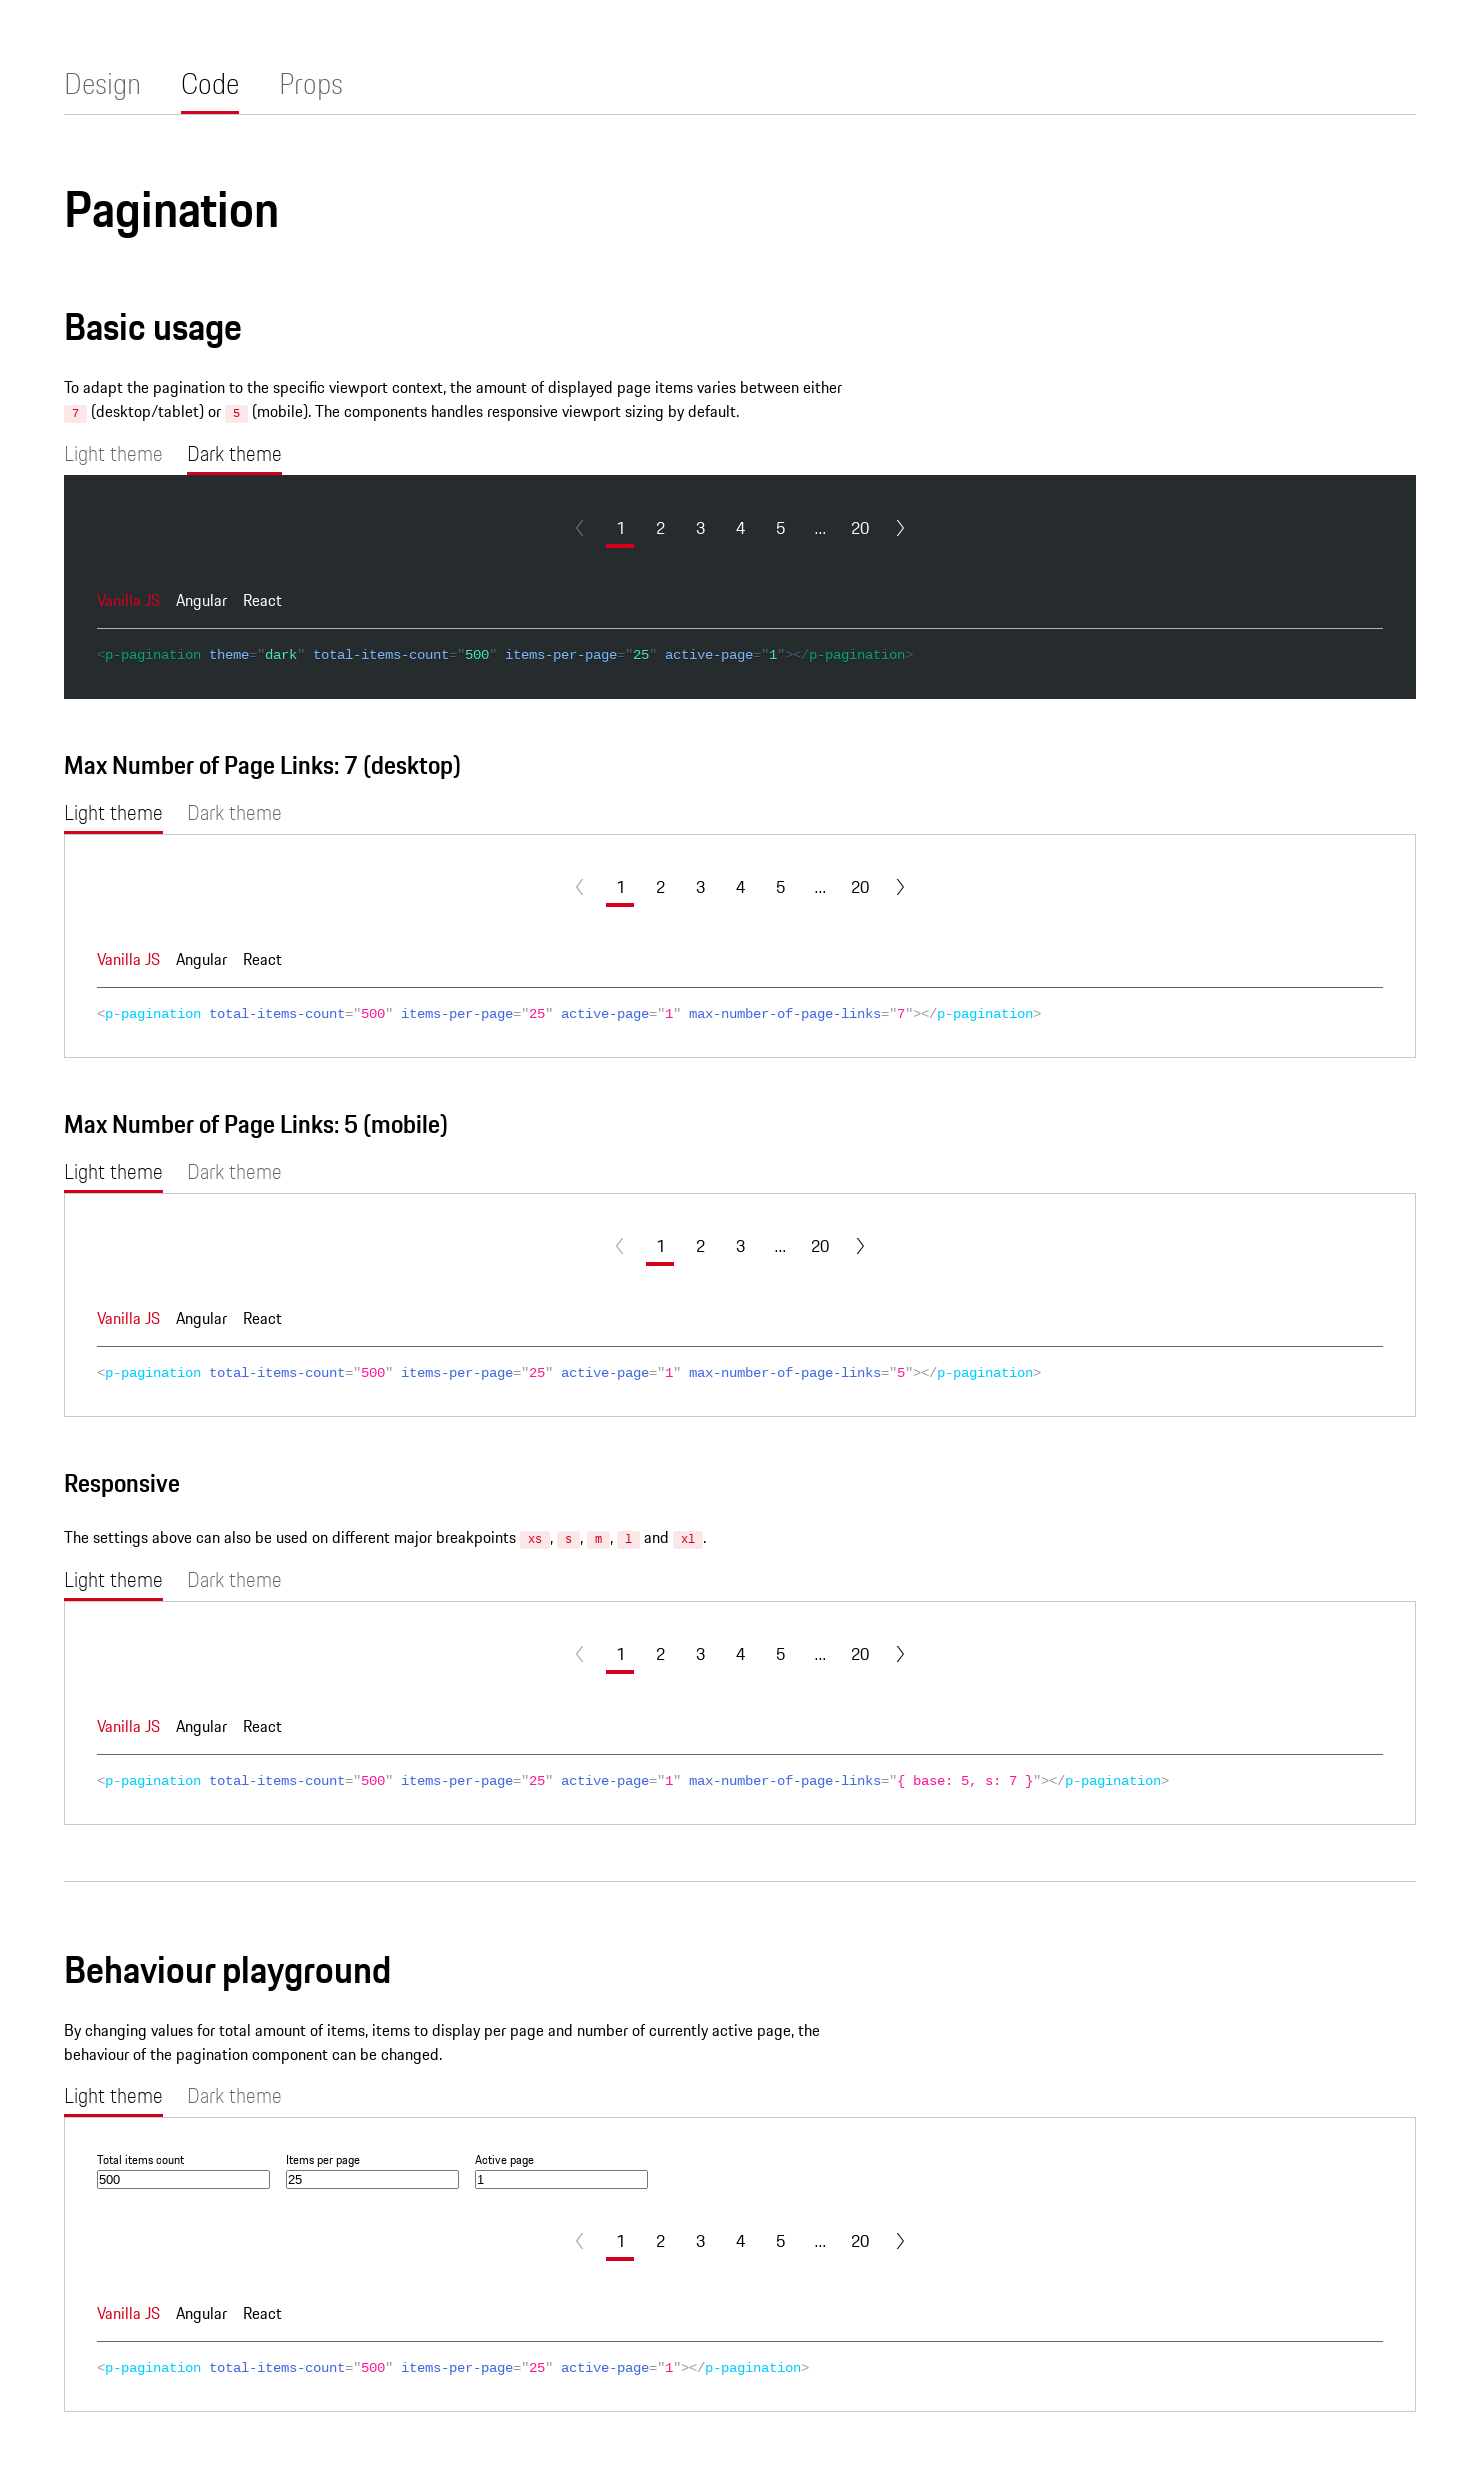 Design Code Props
Pagination
Basic usage
To adapt the pagination to the specific viewport context, the amount of displayed page items varies between either
7 (desktop/tablet) or 5 (mobile). The components handles responsive viewport sizing by default.
Light theme Dark theme
1 2 3 4 5 ... 20
Vanilla JS Angular React
<p-pagination theme="dark" total-items-count="500" items-per-page="25" active-page="1"></p-pagination>
Max Number of Page Links: 7 (desktop)
Light theme Dark theme
1 2 3 4 5 ... 20
Vanilla JS Angular React
<p-pagination total-items-count="500" items-per-page="25" active-page="1" max-number-of-page-links="7"></p-pagination>
Max Number of Page Links: 5 (mobile)
Light theme Dark theme
1 2 3 ... 20
Vanilla JS Angular React
<p-pagination total-items-count="500" items-per-page="25" active-page="1" max-number-of-page-links="5"></p-pagination>
Responsive
The settings above can also be used on different major breakpoints xs, s, m, l and xl.
Light theme Dark theme
1 2 3 4 5 ... 20
Vanilla JS Angular React
<p-pagination total-items-count="500" items-per-page="25" active-page="1" max-number-of-page-links="{ base: 5, s: 7 }"></p-pagination>
Behaviour playground
By changing values for total amount of items, items to display per page and number of currently active page, the
behaviour of the pagination component can be changed.
Light theme Dark theme
Total items count Items per page Active page
500 25 1
1 2 3 4 5 ... 20
Vanilla JS Angular React
<p-pagination total-items-count="500" items-per-page="25" active-page="1"></p-pagination>